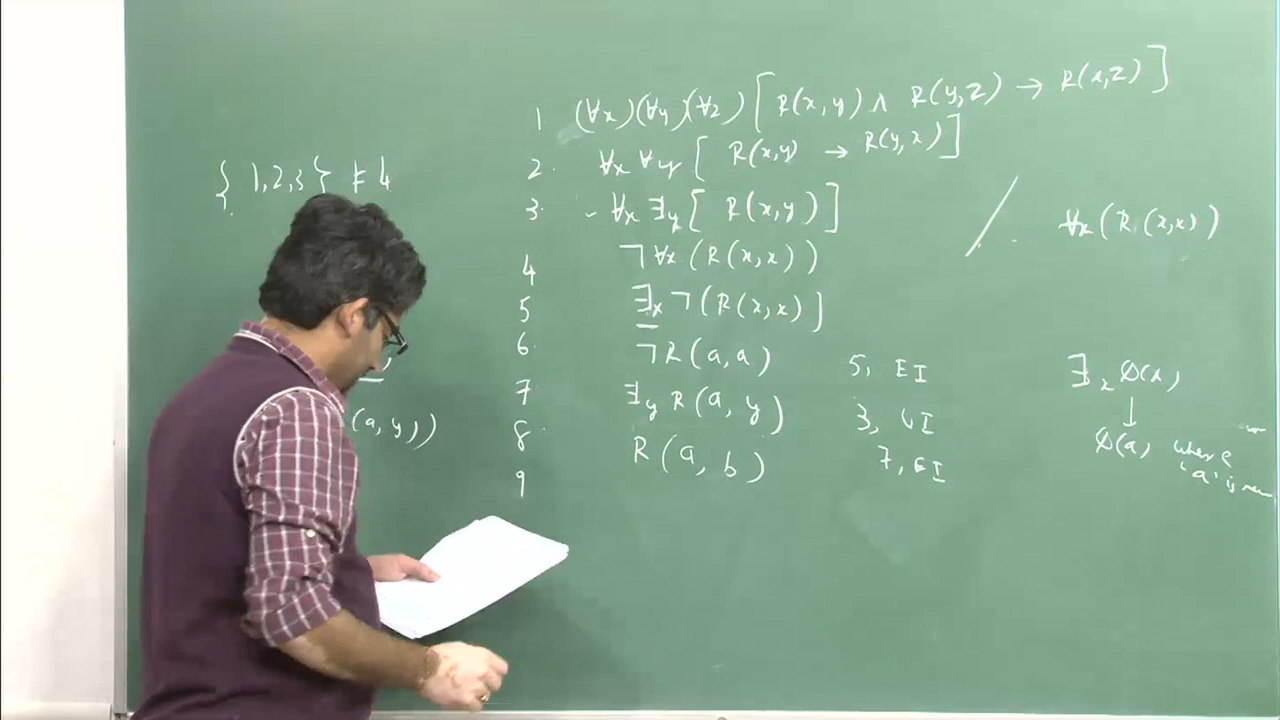 { 1,2,3 } ⊭ 4
(a, y))
1 (∀x)(∀y)(∀z) [ R(x,y) ∧ R(y,z) → R(x,z) ]
2. ∀x ∀y [ R(x,y) → R(y,x) ]
3. - ∀x ∃y [ R(x,y) ] / ∀x ( R (x,x) )
4 ¬ ∀x ( R(x,x) )
5 ∃x ¬ ( R(x,x) ]
6. ¬ R(a,a) 5, EI
7 ∃y R(a,y) 3, UI
8 R(a,b) 7, EI
9
∃x Ø(x)
↓
Ø(a) where
'a' is